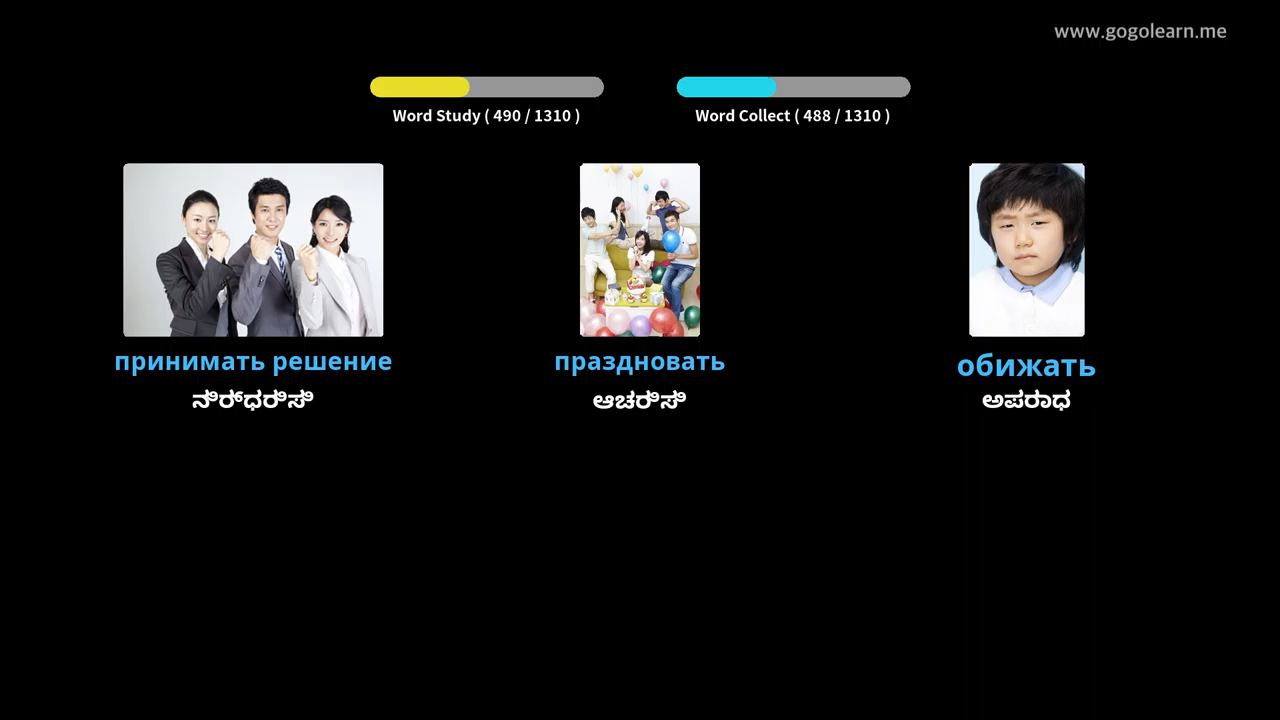 www.gogolearn.me
Word Study ( 490 / 1310 )
Word Collect ( 488 / 1310 )
принимать решение
праздновать
обижать
ನಿರ್ಧರಿಸಿ
ಆಚರಿಸಿ
ಅಪರಾಧ